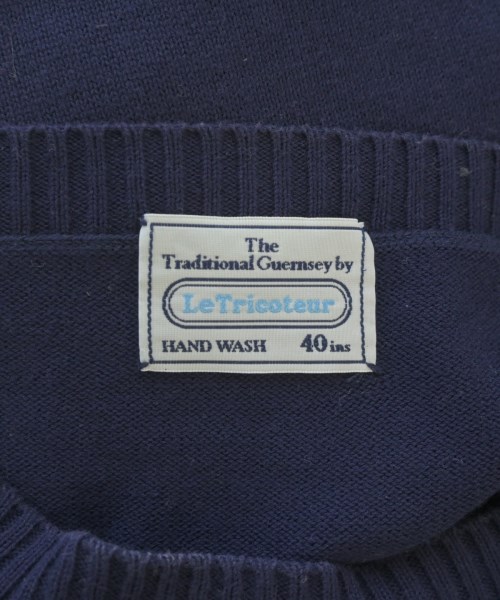 The
Traditional Guernsey by
Le Tricoteur
HAND WASH 40 ins